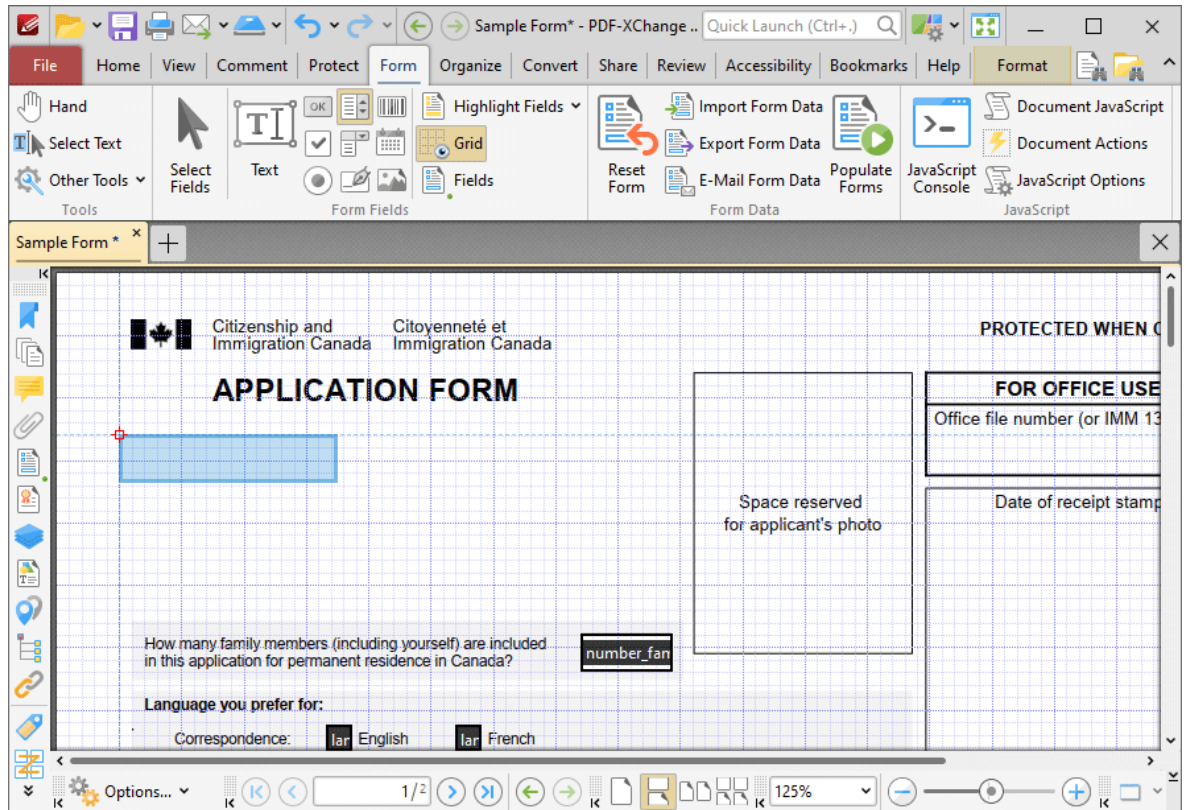 Sample Form* - PDF-XChange ..
Quick Launch (Ctrl+.)
File Home View Comment Protect Form Organize Convert Share Review Accessibility Bookmarks Help Format
Hand
Select Text
Other Tools
Tools
Select Fields
Text
OK
Highlight Fields
Grid
Fields
Form Fields
Reset Form
Import Form Data
Export Form Data
E-Mail Form Data
Populate Forms
Form Data
JavaScript Console
Document JavaScript
Document Actions
JavaScript Options
JavaScript
Sample Form *
Citizenship and Citoyenneté et
Immigration Canada Immigration Canada
PROTECTED WHEN
APPLICATION FORM
FOR OFFICE USE
Office file number (or IMM 13
Space reserved
for applicant's photo
Date of receipt stamp
How many family members (including yourself) are included
in this application for permanent residence in Canada?
number_fam
Language you prefer for:
Correspondence: lar English lar French
Options...
1/2
125%